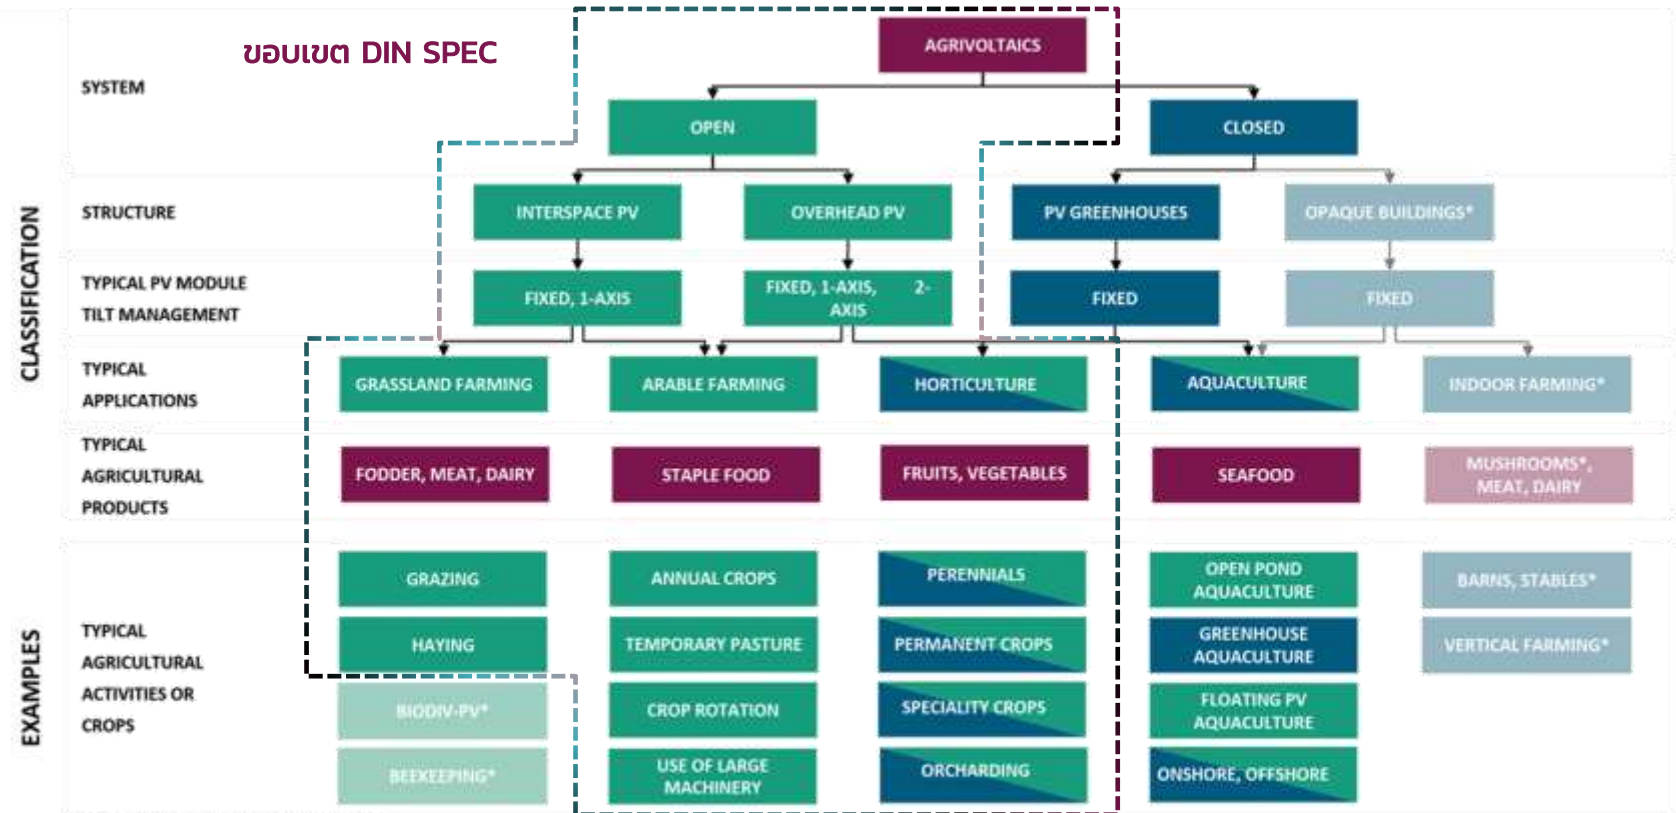 ขอบเขต DIN SPEC
AGRIVOLTAICS
SYSTEM
OPEN
CLOSED
CLASSIFICATION
STRUCTURE
INTERSPACE PV
OVERHEAD PV
PV GREENHOUSES
OPAQUE BUILDINGS*
TYPICAL PV MODULE
TILT MANAGEMENT
FIXED, 1-AXIS
FIXED, 1-AXIS, 2-
AXIS
FIXED
FIXED
TYPICAL
APPLICATIONS
GRASSLAND FARMING
ARABLE FARMING
HORTICULTURE
AQUACULTURE
INDOOR FARMING*
TYPICAL
AGRICULTURAL
PRODUCTS
FODDER, MEAT, DAIRY
STAPLE FOOD
FRUITS, VEGETABLES
SEAFOOD
MUSHROOMS*,
MEAT, DAIRY
EXAMPLES
TYPICAL
AGRICULTURAL
ACTIVITIES OR
CROPS
GRAZING
ANNUAL CROPS
PERENNIALS
OPEN POND
AQUACULTURE
BARNS, STABLES*
HAYING
TEMPORARY PASTURE
PERMANENT CROPS
GREENHOUSE
AQUACULTURE
VERTICAL FARMING*
BIODIV-PV*
CROP ROTATION
SPECIALITY CROPS
FLOATING PV
AQUACULTURE
BEEKEEPING*
USE OF LARGE
MACHINERY
ORCHARDING
ONSHORE, OFFSHORE